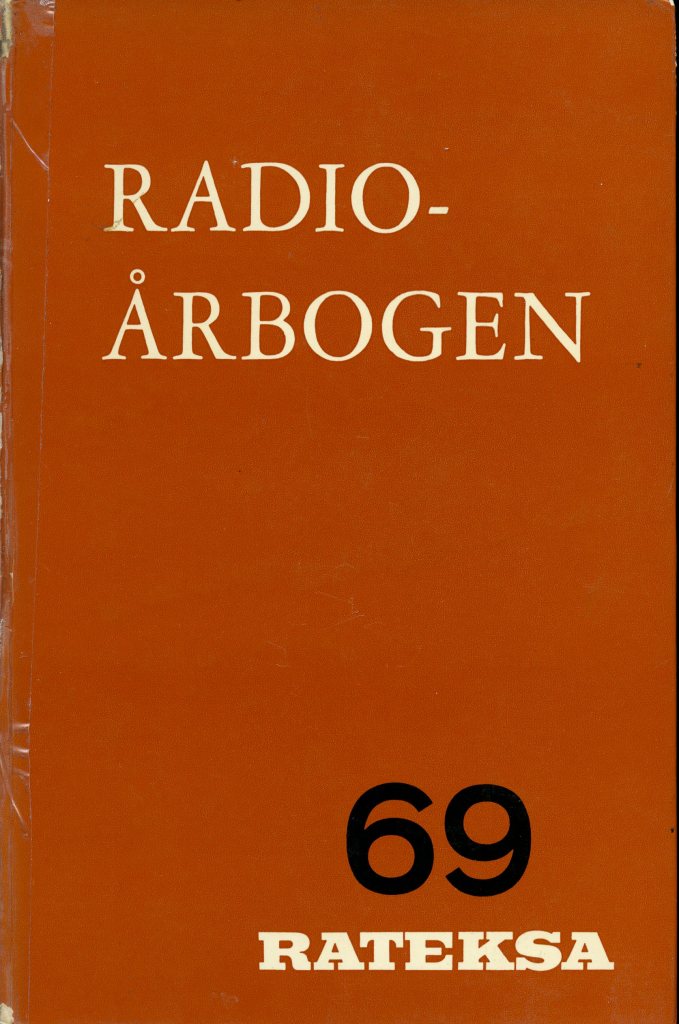 RADIO-
ÅRBOGEN
69
RATEKSA